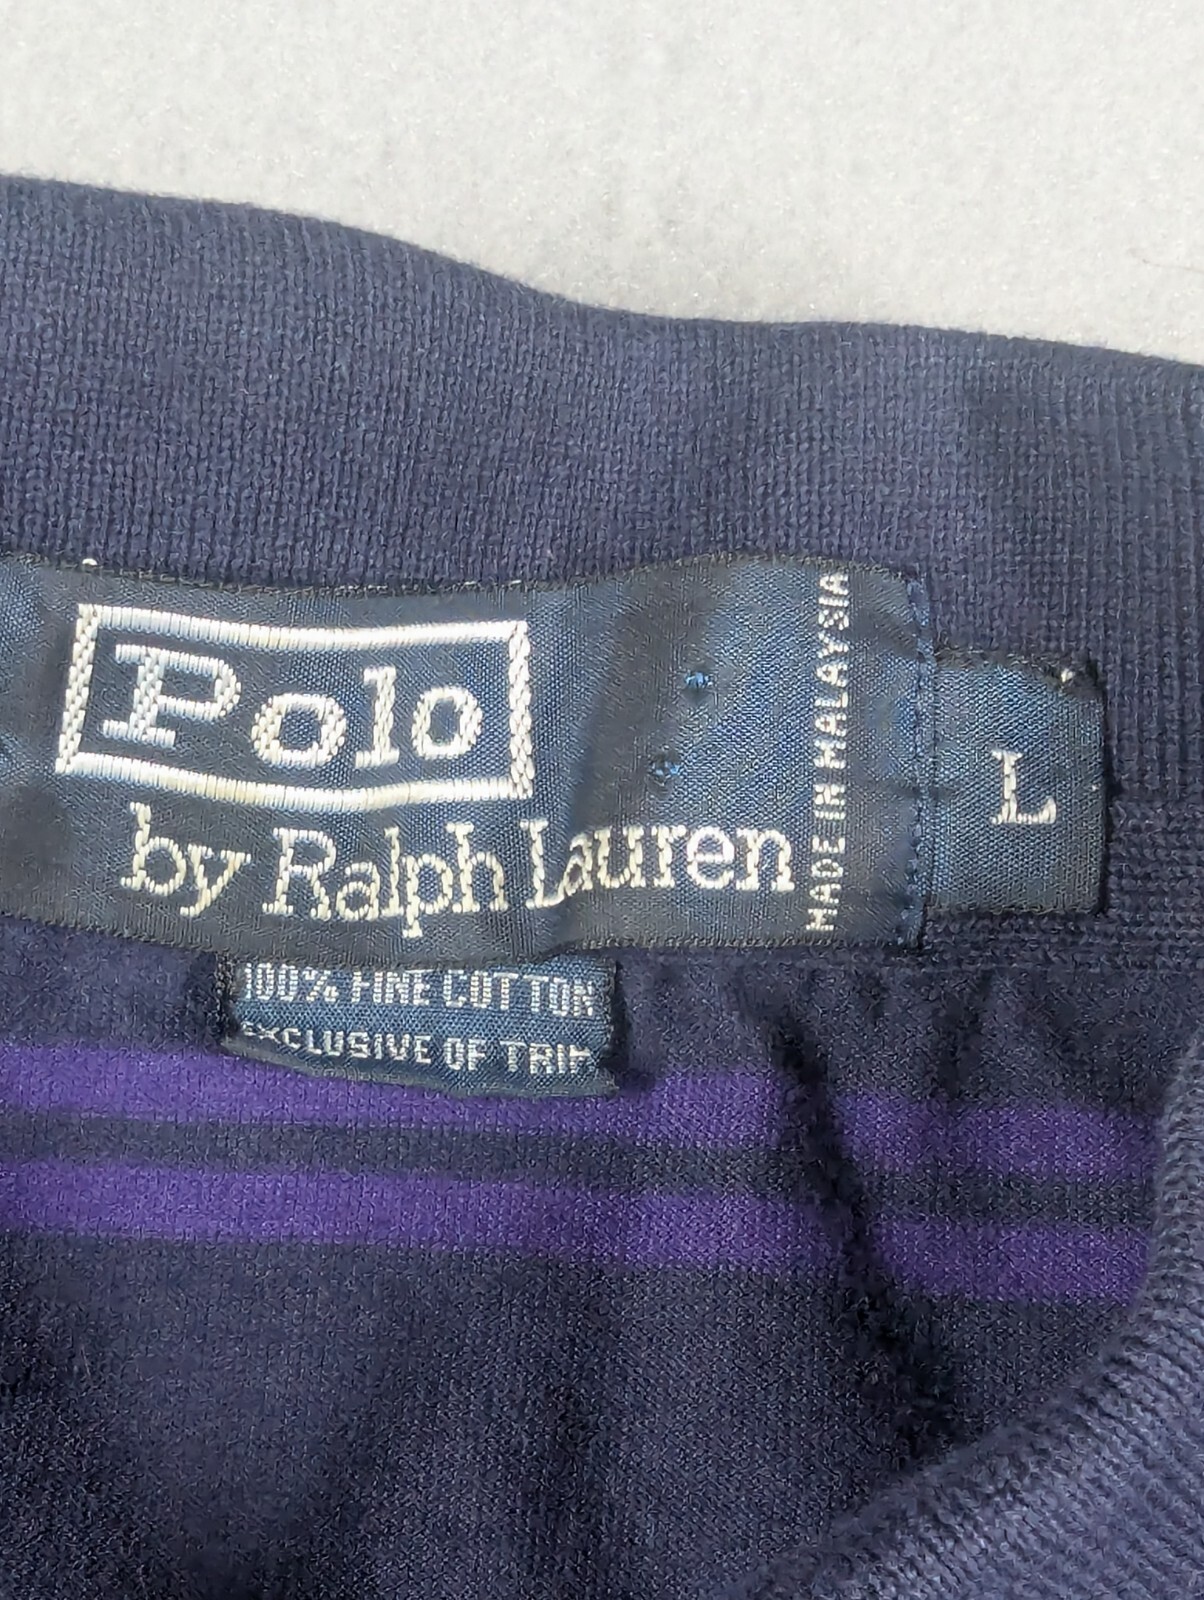 Polo
by Ralph Lauren
MADE IN MALAYSIA
L
100% FINE COTTON
EXCLUSIVE OF TRIM